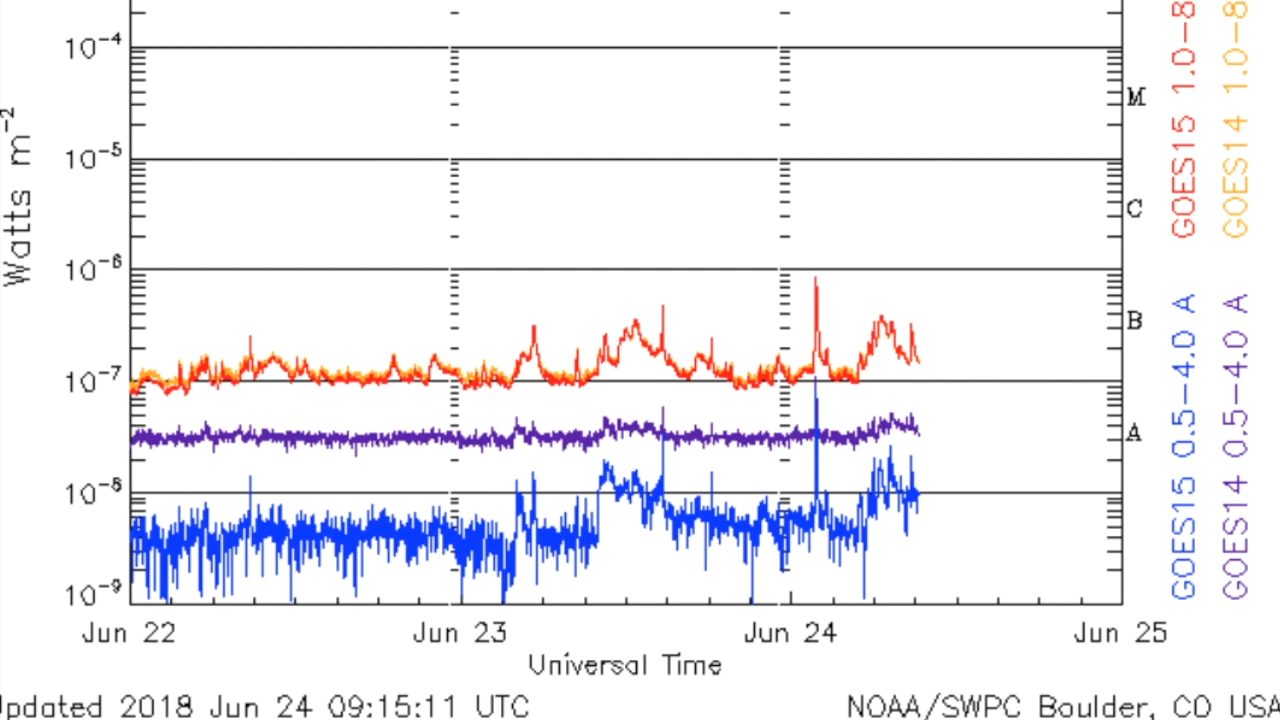 10⁻⁴
M
10⁻⁵
C
10⁻⁶
B
10⁻⁷
A
10⁻⁸
10⁻⁹
Watts m⁻²
Jun 22 Jun 23 Jun 24 Jun 25
Universal Time
GOES15 1.0-8
GOES14 1.0-8
GOES15 0.5-4.0 A
GOES14 0.5-4.0 A
Updated 2018 Jun 24 09:15:11 UTC
NOAA/SWPC Boulder, CO USA